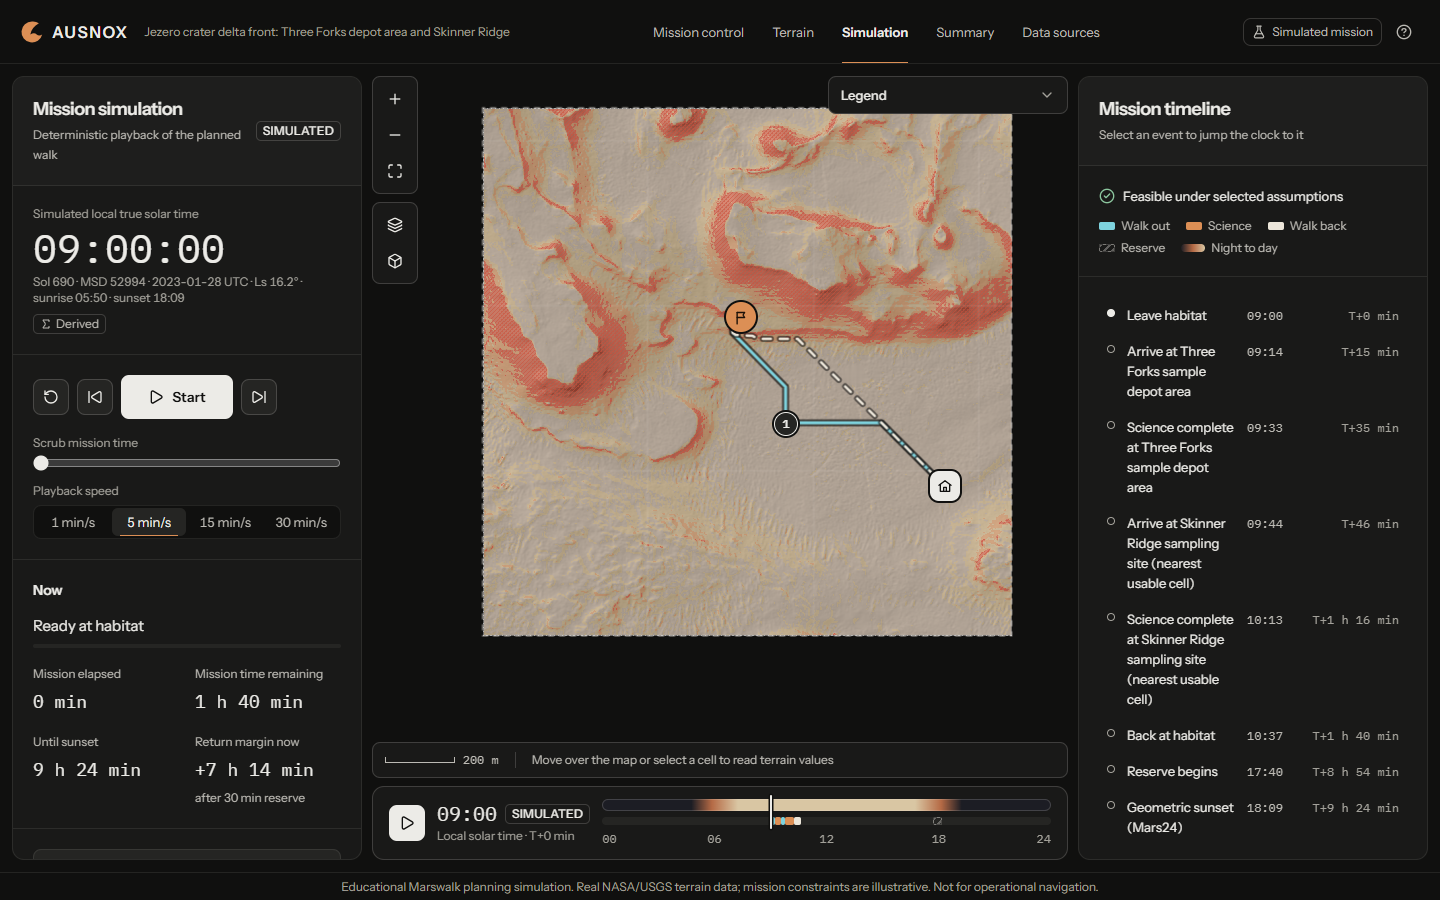 AUSNOX
Jezero crater delta front: Three Forks depot area and Skinner Ridge
Mission control
Terrain
Simulation
Summary
Data sources
Simulated mission
Mission simulation
Deterministic playback of the planned
walk
SIMULATED
Simulated local true solar time
09:00:00
Sol 690 · MSD 52994 · 2023-01-28 UTC · Ls 16.2° ·
sunrise 05:50 · sunset 18:09
Derived
Start
Scrub mission time
Playback speed
1 min/s
5 min/s
15 min/s
30 min/s
Now
Ready at habitat
Mission elapsed
Mission time remaining
0 min
1 h 40 min
Until sunset
Return margin now
9 h 24 min
+7 h 14 min
after 30 min reserve
Legend
1
200 m
Move over the map or select a cell to read terrain values
09:00
SIMULATED
Local solar time · T+0 min
00
06
12
18
24
Mission timeline
Select an event to jump the clock to it
Feasible under selected assumptions
Walk out
Science
Walk back
Reserve
Night to day
Leave habitat 09:00 T+0 min
Arrive at Three 09:14 T+15 min
Forks sample
depot area
Science complete 09:33 T+35 min
at Three Forks
sample depot
area
Arrive at Skinner 09:44 T+46 min
Ridge sampling
site (nearest
usable cell)
Science complete 10:13 T+1 h 16 min
at Skinner Ridge
sampling site
(nearest usable
cell)
Back at habitat 10:37 T+1 h 40 min
Reserve begins 17:40 T+8 h 54 min
Geometric sunset 18:09 T+9 h 24 min
(Mars24)
Educational Marswalk planning simulation. Real NASA/USGS terrain data; mission constraints are illustrative. Not for operational navigation.